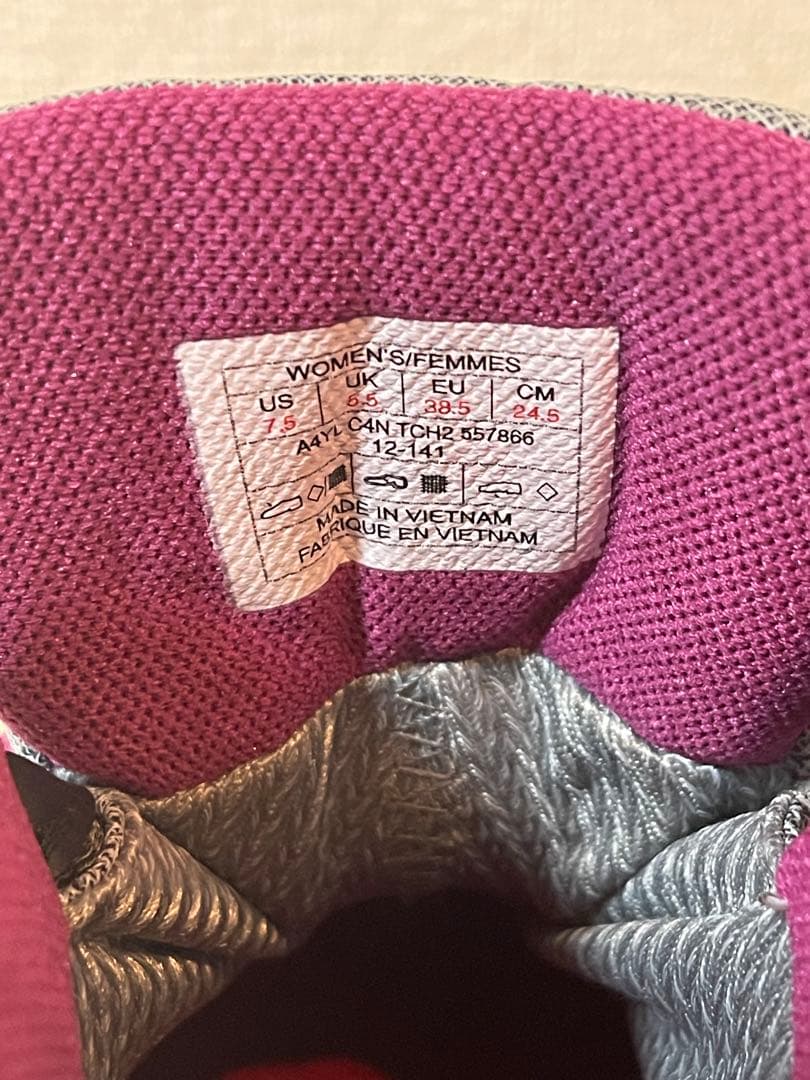 WOMEN'S/FEMMES
US UK EU CM
7.5 5.5 38.5 24.5
A4YL C4N TCH2 557866
12-141
MADE IN VIETNAM
FABRIQUE EN VIETNAM